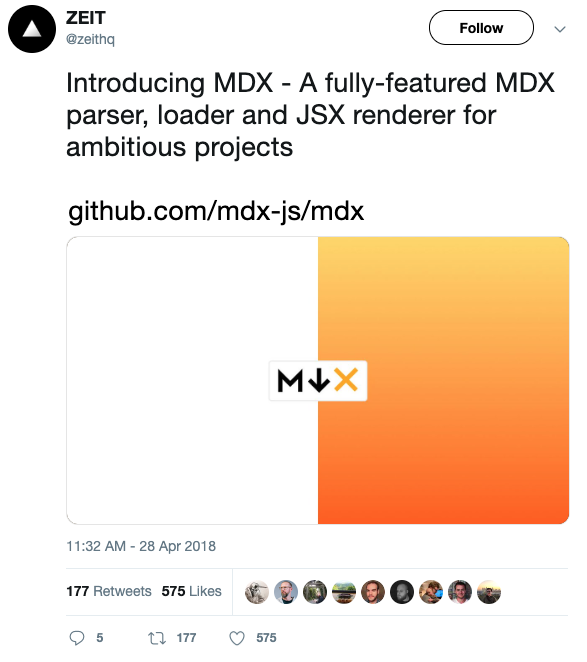 ZEIT
@zeithq
Follow
Introducing MDX - A fully-featured MDX
parser, loader and JSX renderer for
ambitious projects
github.com/mdx-js/mdx
M↓X
11:32 AM - 28 Apr 2018
177 Retweets 575 Likes
5 177 575